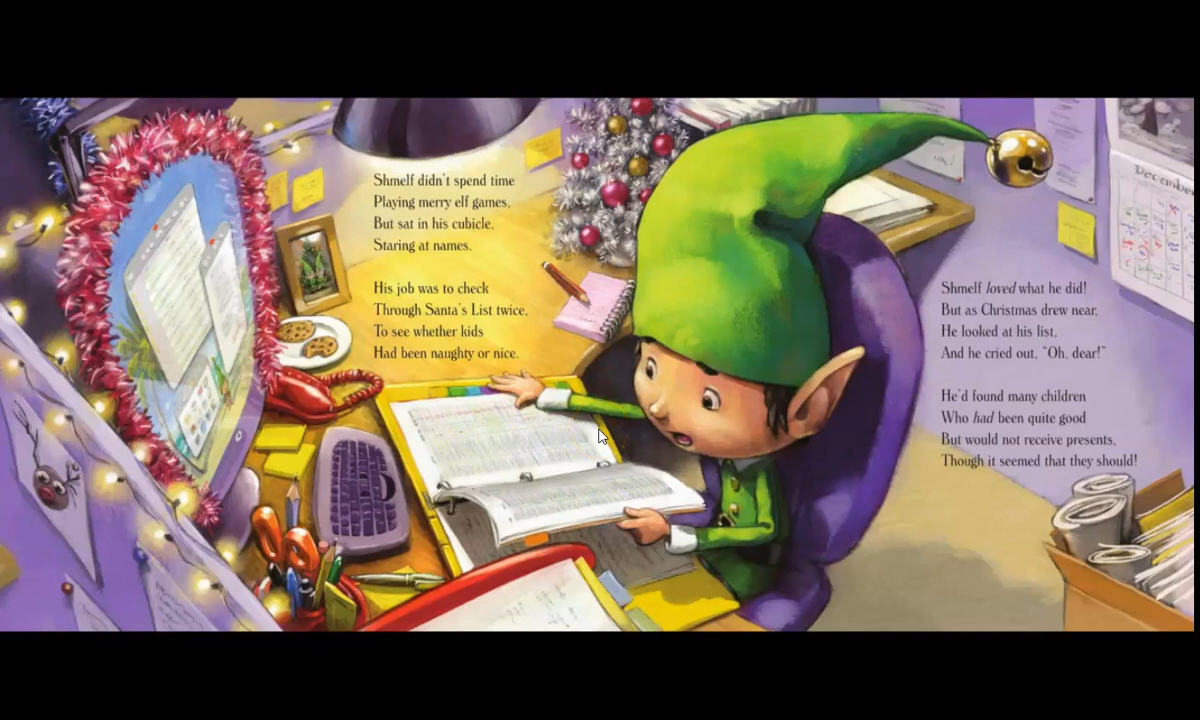 Shmelf didn't spend time
Playing merry elf games,
But sat in his cubicle,
Staring at names.
His job was to check
Through Santa's List twice,
To see whether kids
Had been naughty or nice.
Shmelf loved what he did!
But as Christmas drew near,
He looked at his list,
And he cried out, "Oh, dear!"
He'd found many children
Who had been quite good
But would not receive presents,
Though it seemed that they should!
December